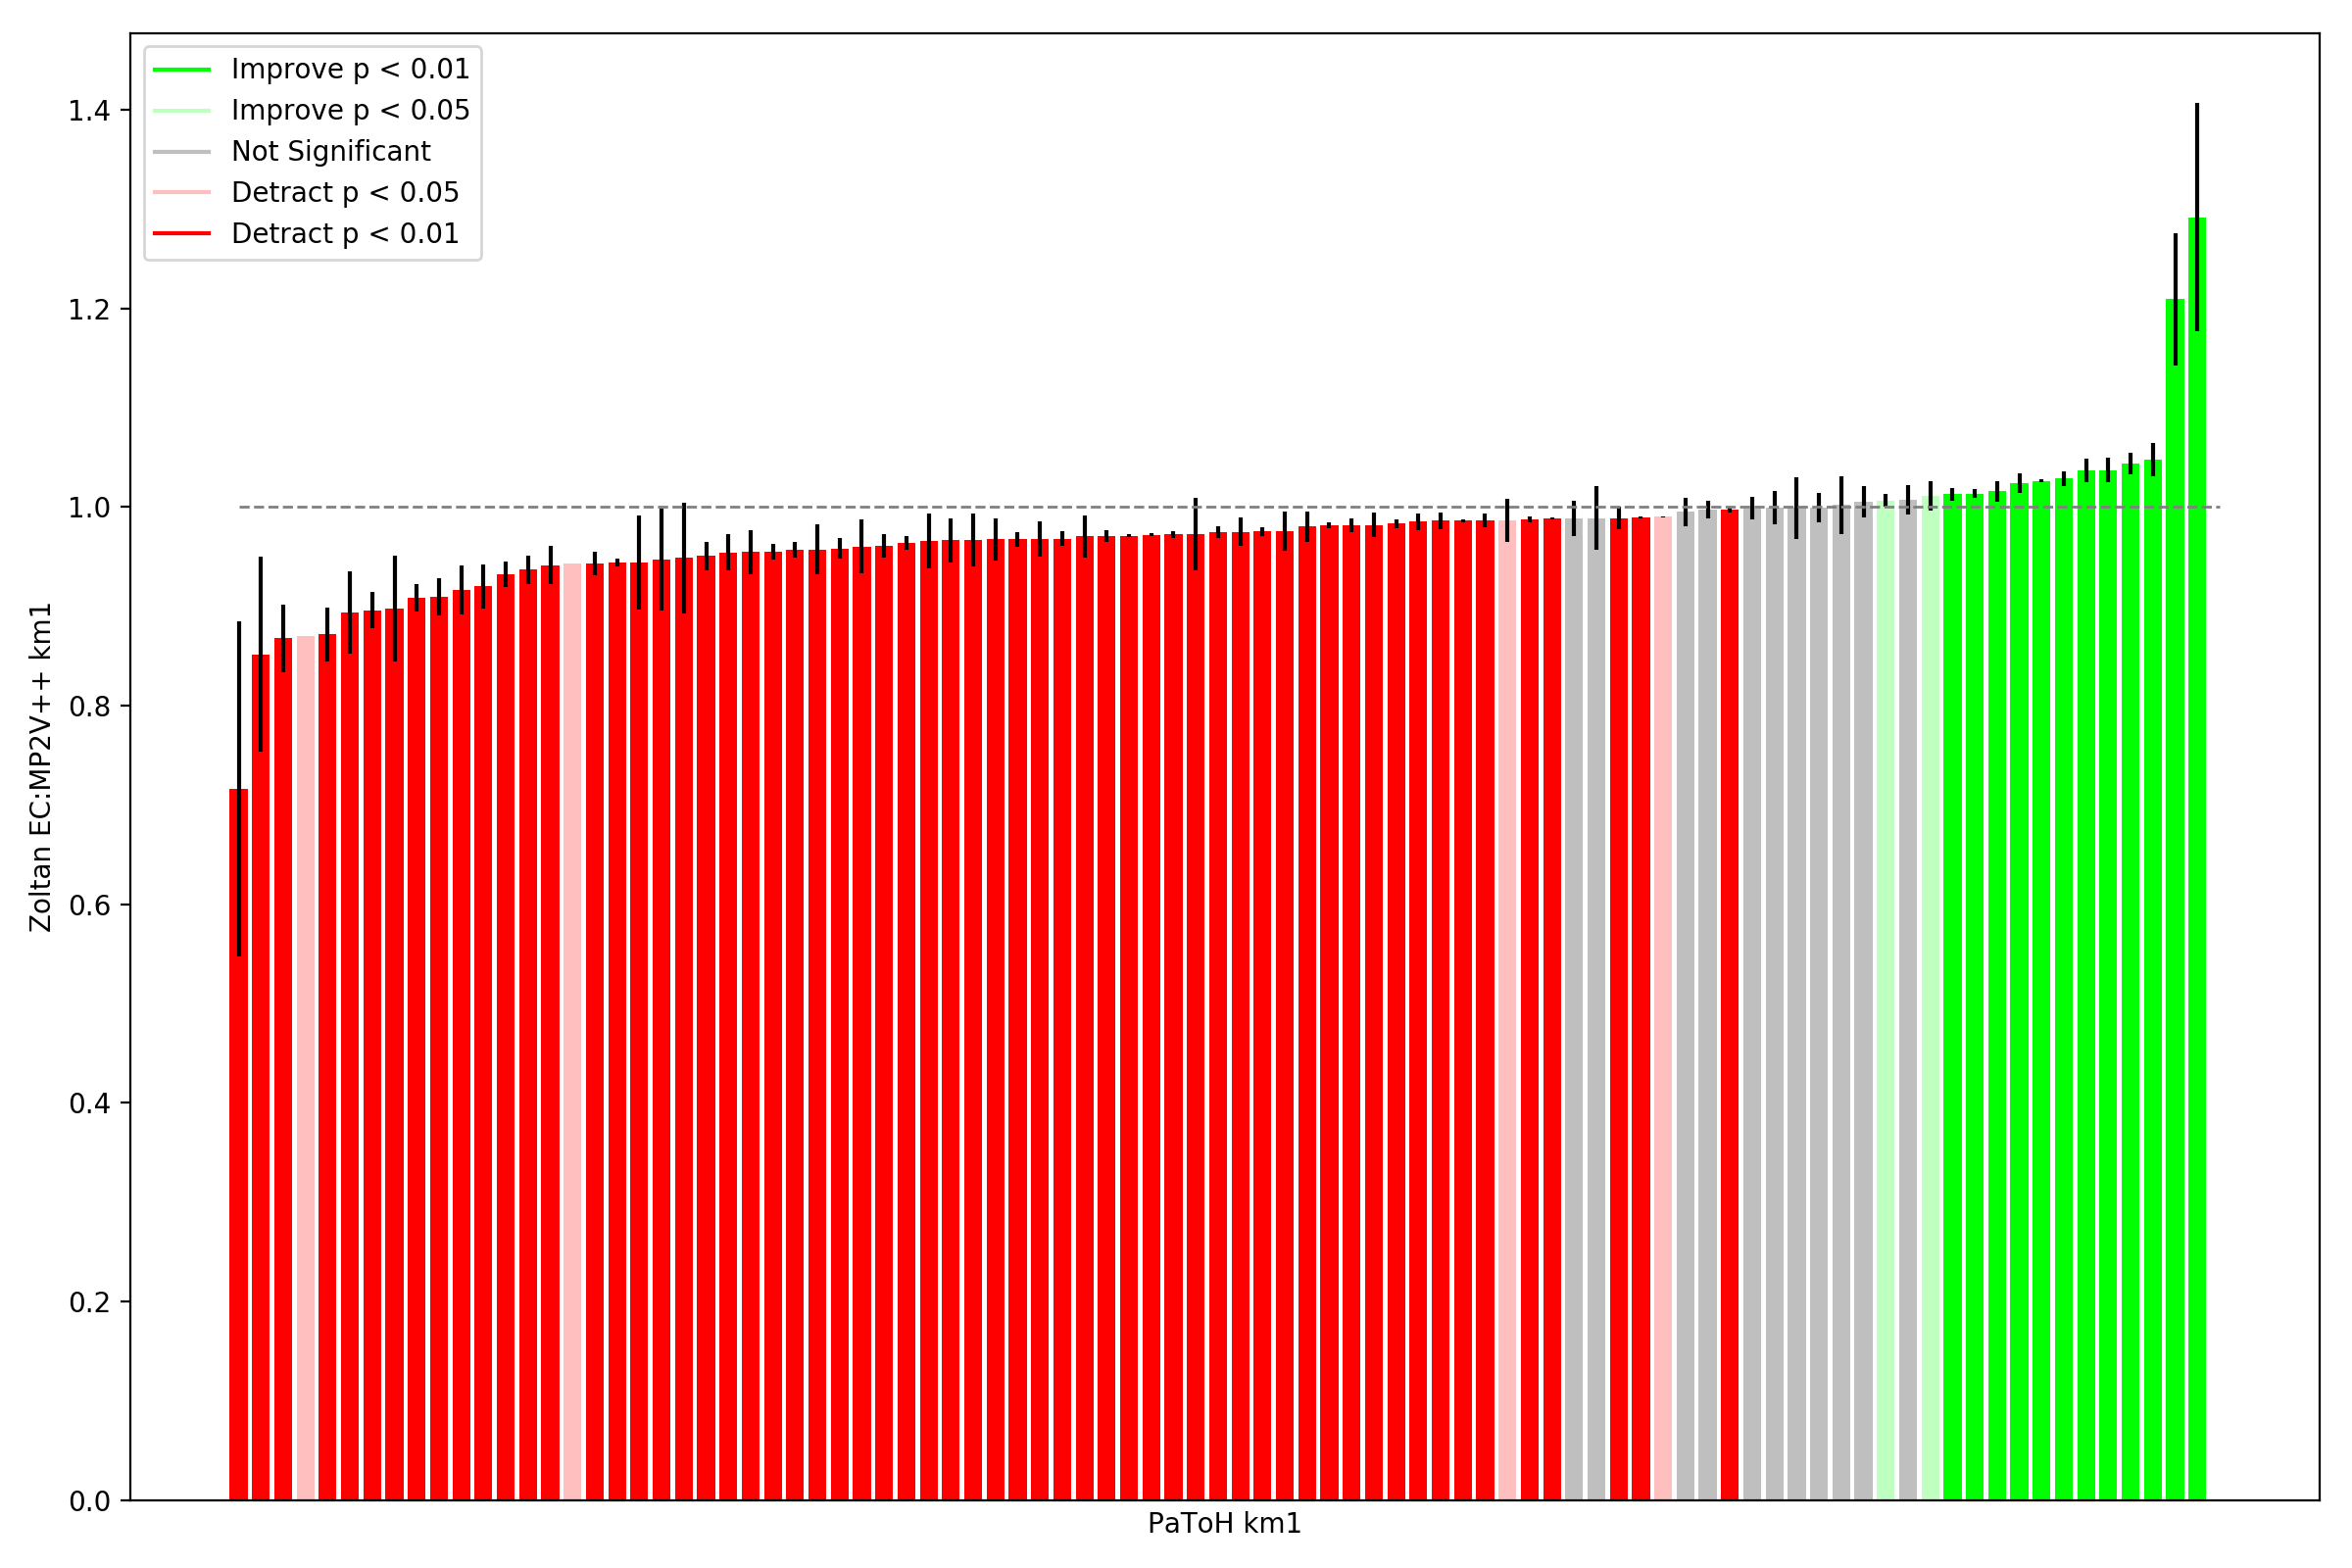 Improve p < 0.01
Improve p < 0.05
Not Significant
Detract p < 0.05
Detract p < 0.01
1.4
1.2
1.0
0.8
0.6
0.4
0.2
0.0
Zoltan EC:MP2V++ km1
PaToH km1